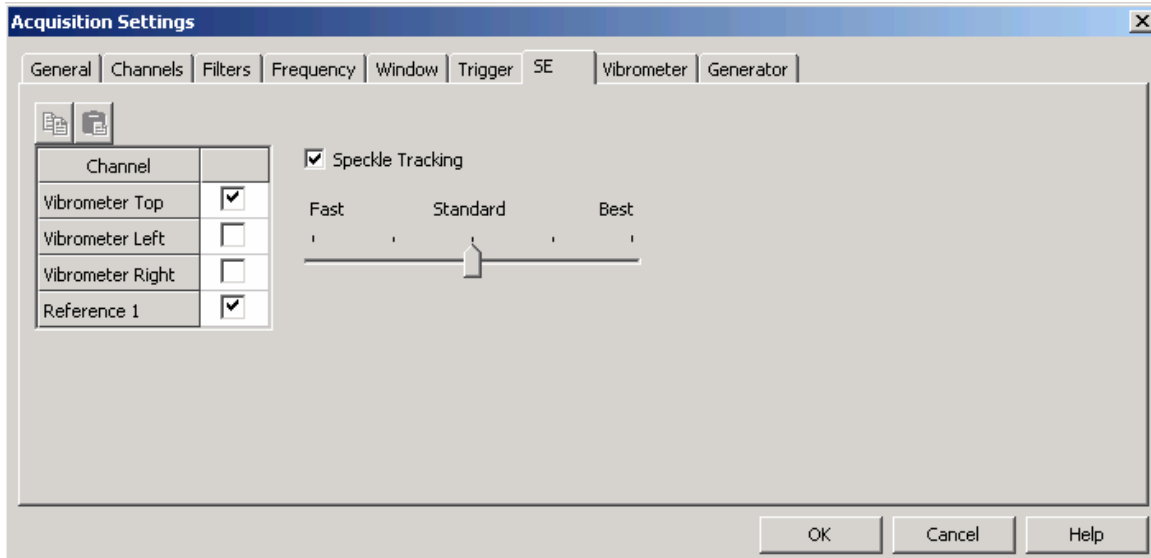 Acquisition Settings
General Channels Filters Frequency Window Trigger SE Vibrometer Generator
Channel
Vibrometer Top
Vibrometer Left
Vibrometer Right
Reference 1
Speckle Tracking
Fast Standard Best
OK Cancel Help